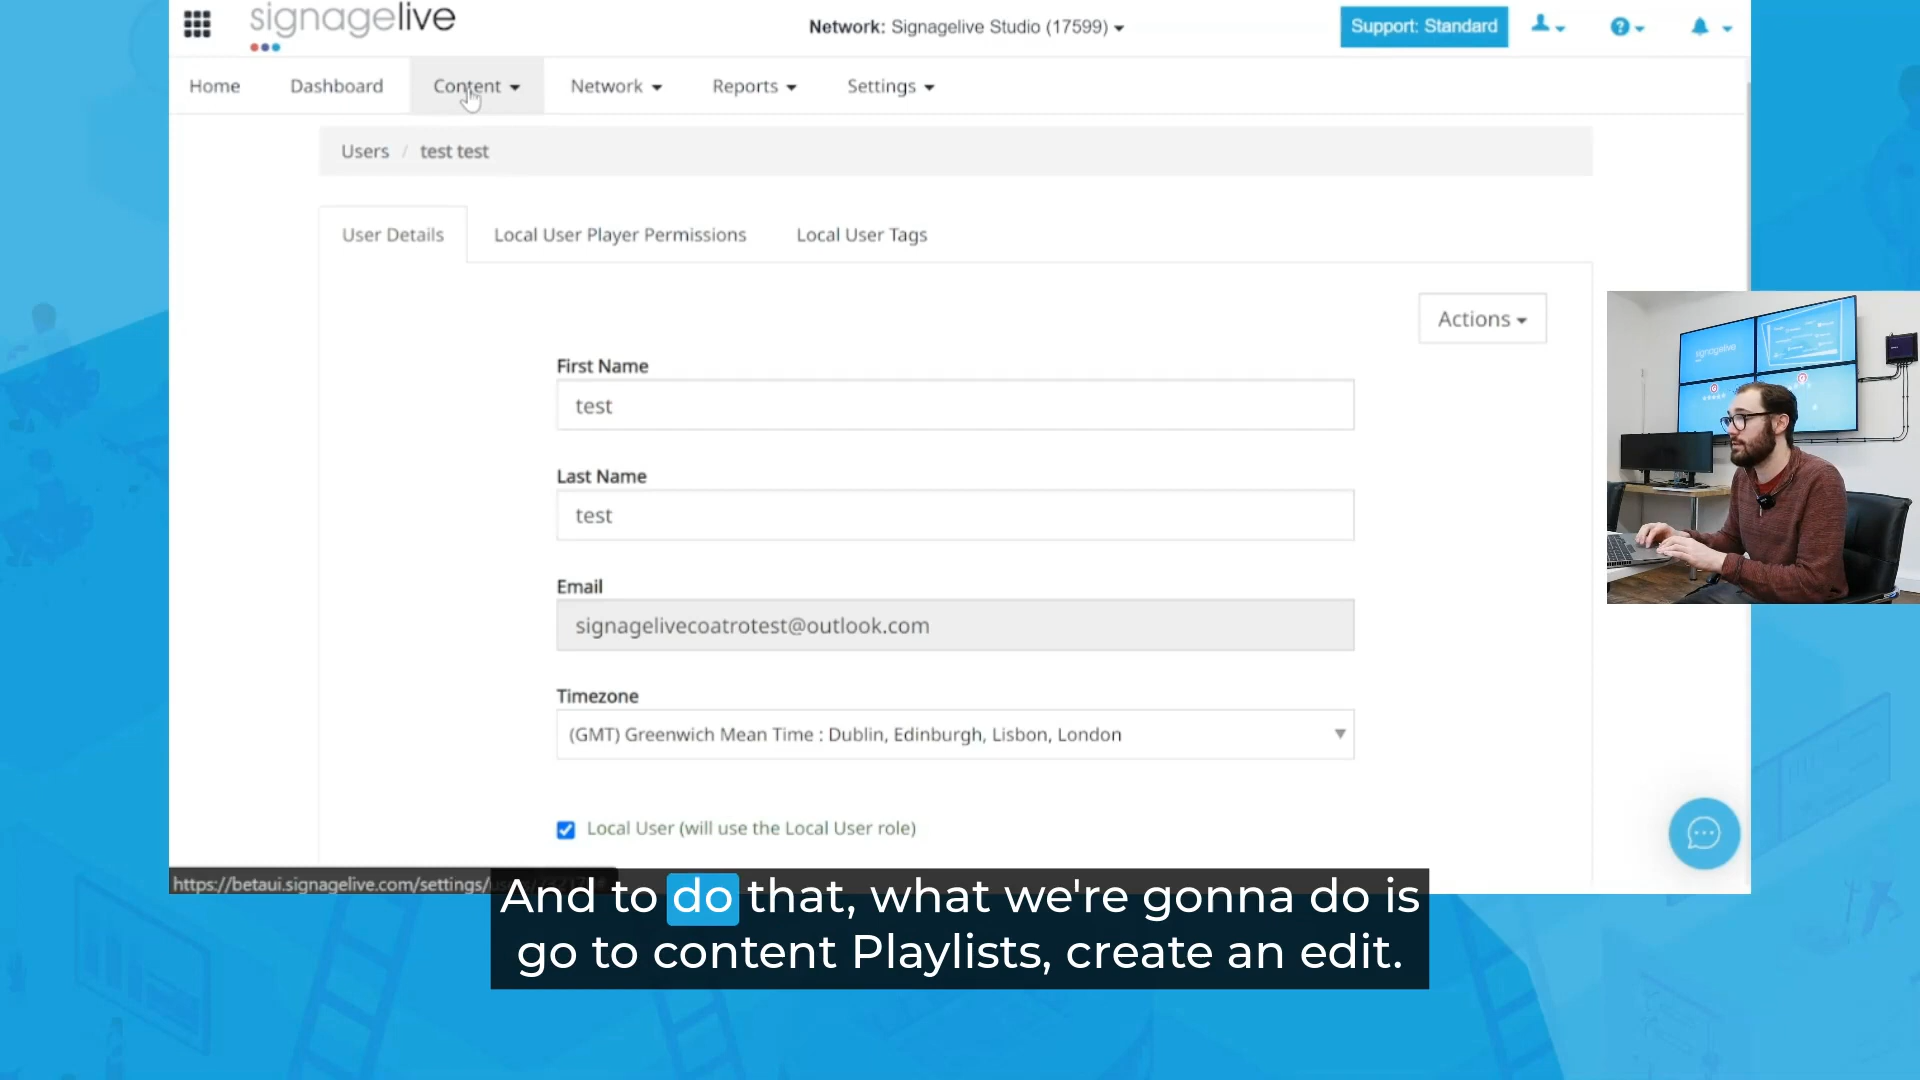 signagelive
Network: Signagelive Studio (17599)
Support: Standard
Home
Dashboard
Content
Network
Reports
Settings
Users / test test
User Details
Local User Player Permissions
Local User Tags
Actions
First Name
test
Last Name
test
Email
signagelivecoatrotest@outlook.com
Timezone
(GMT) Greenwich Mean Time : Dublin, Edinburgh, Lisbon, London
Local User (will use the Local User role)
https://betaui.signagelive.com/settings/
And to do that, what we're gonna do is
go to content Playlists, create an edit.
signagelive